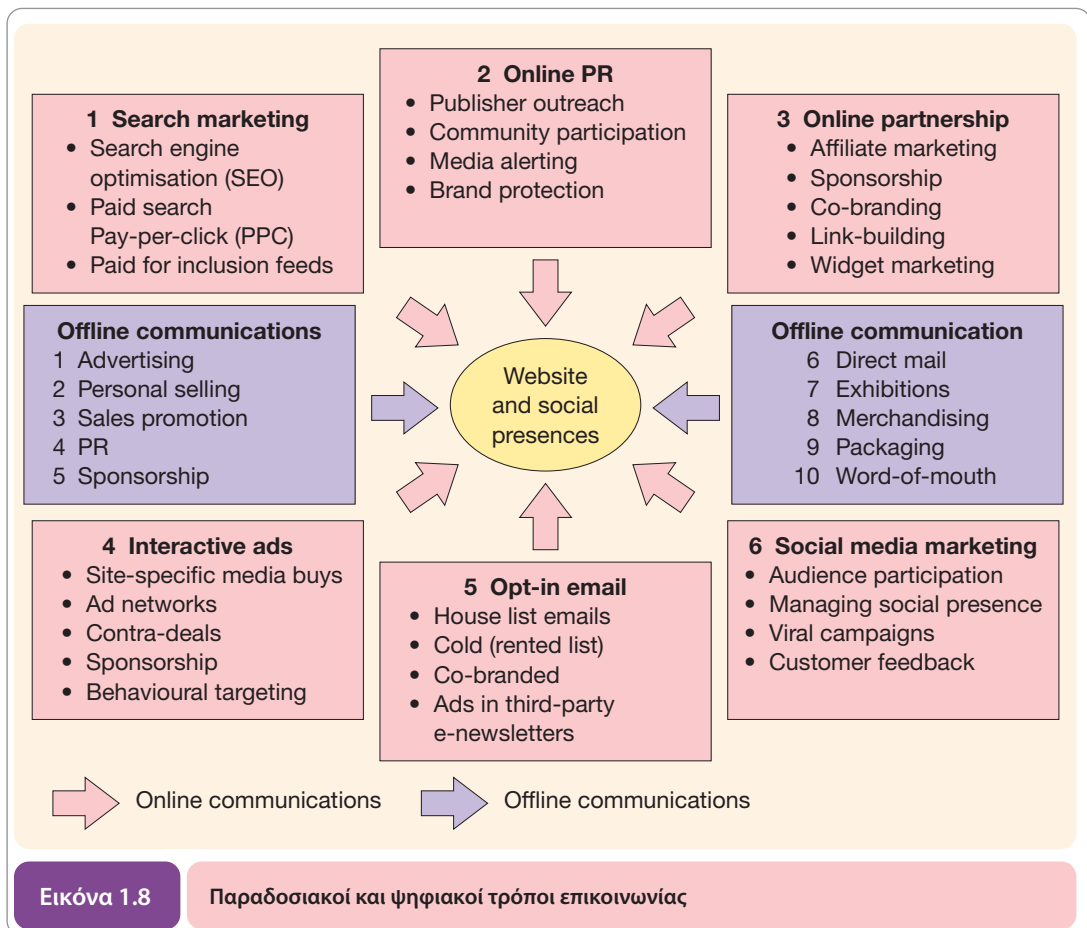 1 Search marketing
• Search engine
optimisation (SEO)
• Paid search
Pay-per-click (PPC)
• Paid for inclusion feeds
2 Online PR
• Publisher outreach
• Community participation
• Media alerting
• Brand protection
3 Online partnership
• Affiliate marketing
• Sponsorship
• Co-branding
• Link-building
• Widget marketing
Offline communications
1 Advertising
2 Personal selling
3 Sales promotion
4 PR
5 Sponsorship
Website
and social
presences
Offline communication
6 Direct mail
7 Exhibitions
8 Merchandising
9 Packaging
10 Word-of-mouth
4 Interactive ads
• Site-specific media buys
• Ad networks
• Contra-deals
• Sponsorship
• Behavioural targeting
5 Opt-in email
• House list emails
• Cold (rented list)
• Co-branded
• Ads in third-party
e-newsletters
6 Social media marketing
• Audience participation
• Managing social presence
• Viral campaigns
• Customer feedback
Online communications
Offline communications
Εικόνα 1.8
Παραδοσιακοί και ψηφιακοί τρόποι επικοινωνίας